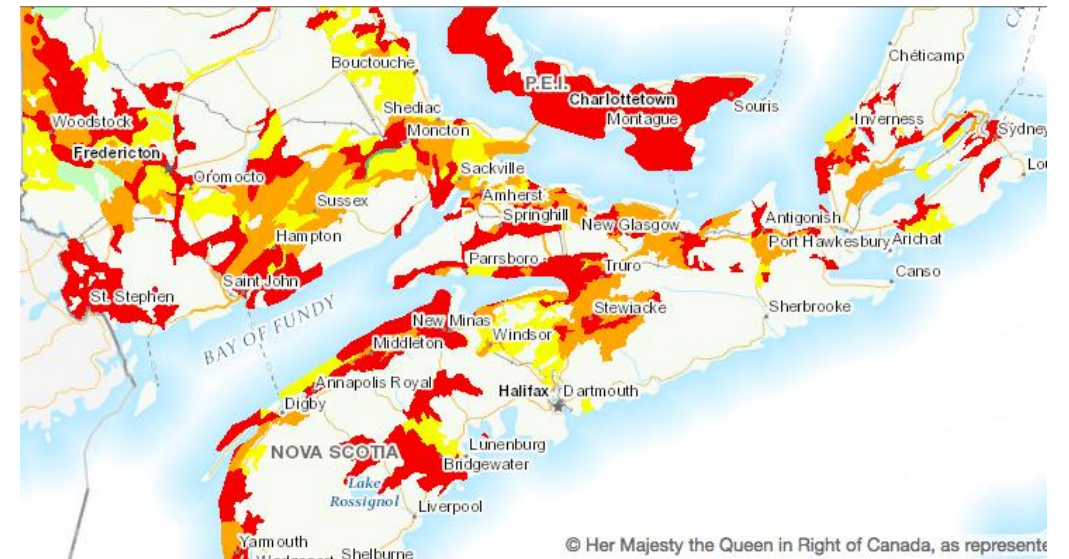 CA
Chéticamp
Bouctouche
P.E.I.
Charlottetown
Souris
Shediac
Montague
Woodstock
Moncton
Inverness
Sydney
Fredericton
Sackville
Oromocto
Amherst
Sussex
Springhill
New Glasgow
Antigonish
Hampton
Port Hawkesbury
Arichat
Parrsboro
Truro
Canso
Saint John
St. Stephen
Stewiacke
Sherbrooke
BAY OF FUNDY
New Minas
Windsor
Middleton
Annapolis Royal
Halifax
Dartmouth
Digby
NOVA SCOTIA
Lunenburg
Bridgewater
Lake
Rossignol
Liverpool
Yarmouth
Shelburne
© Her Majesty the Queen in Right of Canada, as represente